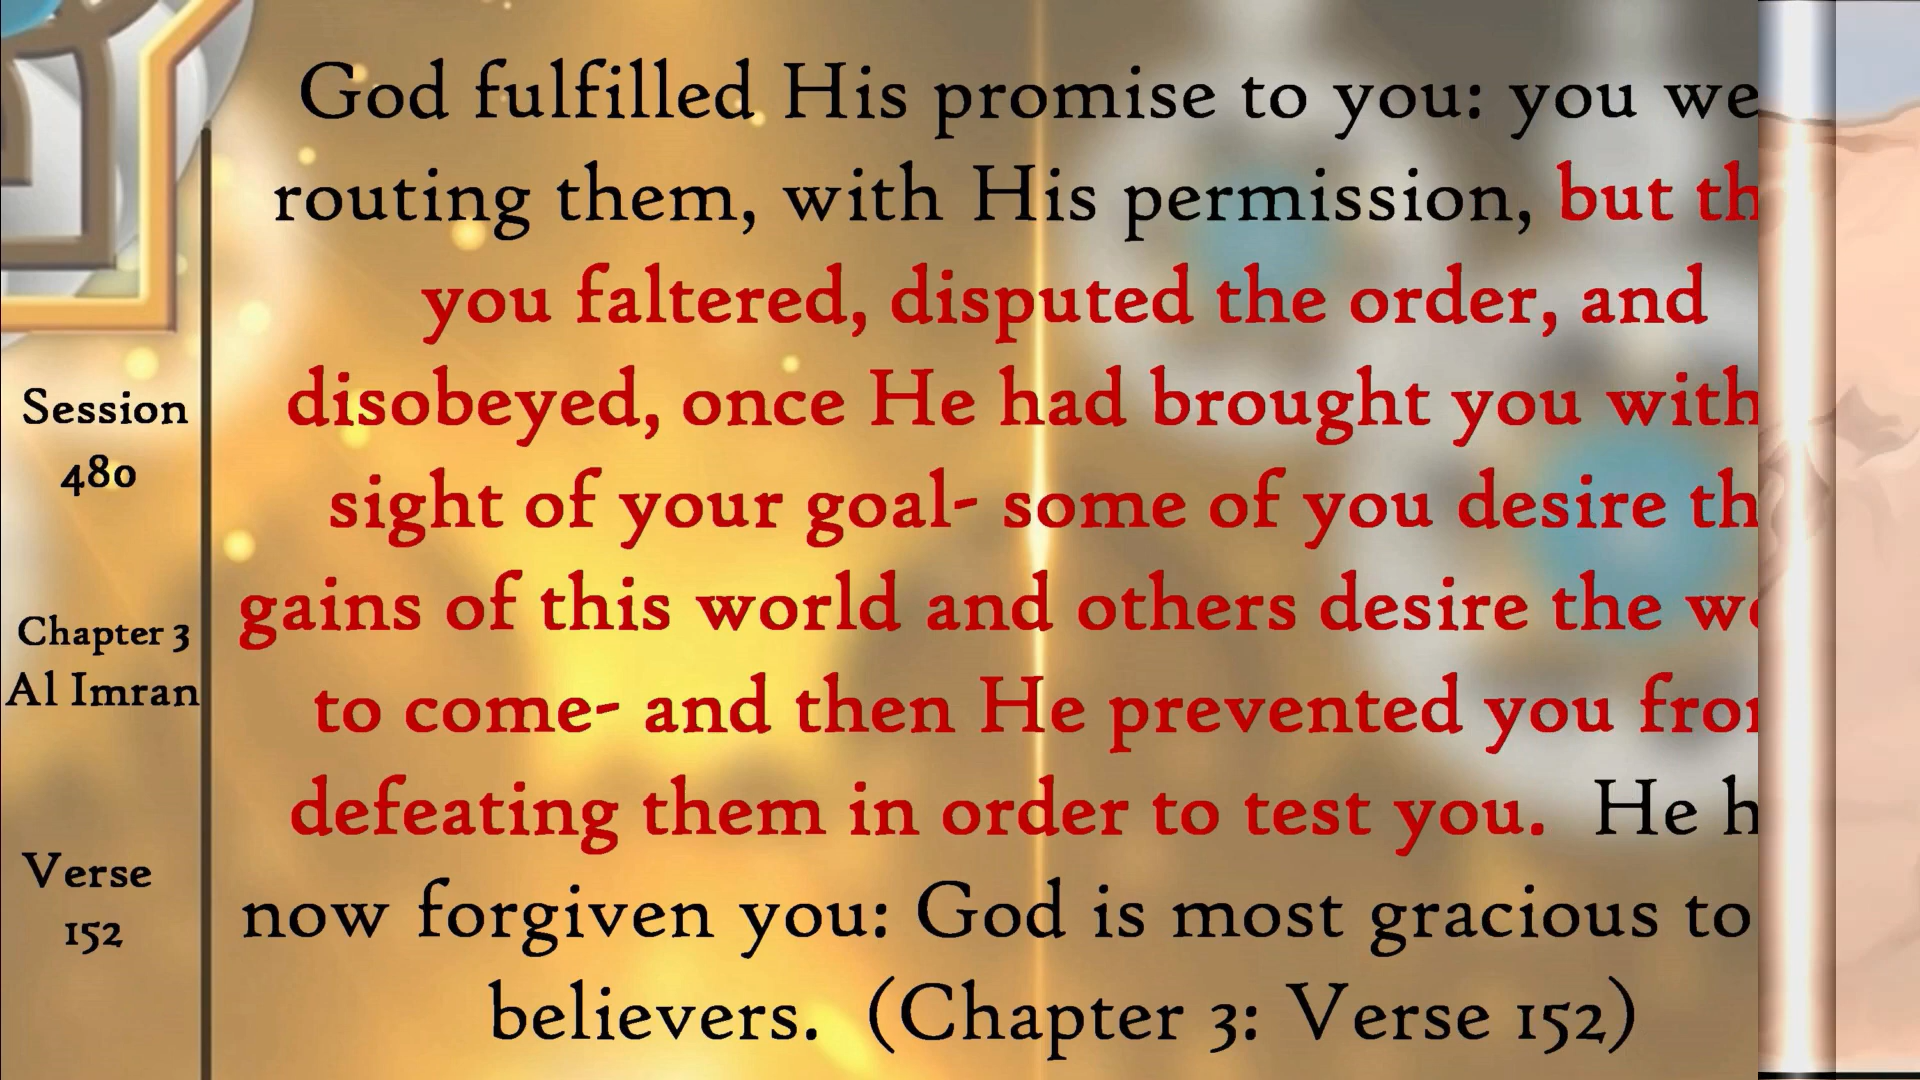 God fulfilled His promise to you: you we
routing them, with His permission, but th
you faltered, disputed the order, and
disobeyed, once He had brought you with
sight of your goal- some of you desire th
gains of this world and others desire the
to come- and then He prevented you fro
defeating them in order to test you. He h
now forgiven you: God is most gracious to
believers. (Chapter 3: Verse 152)
Session
480
Chapter 3
Al Imran
Verse
152